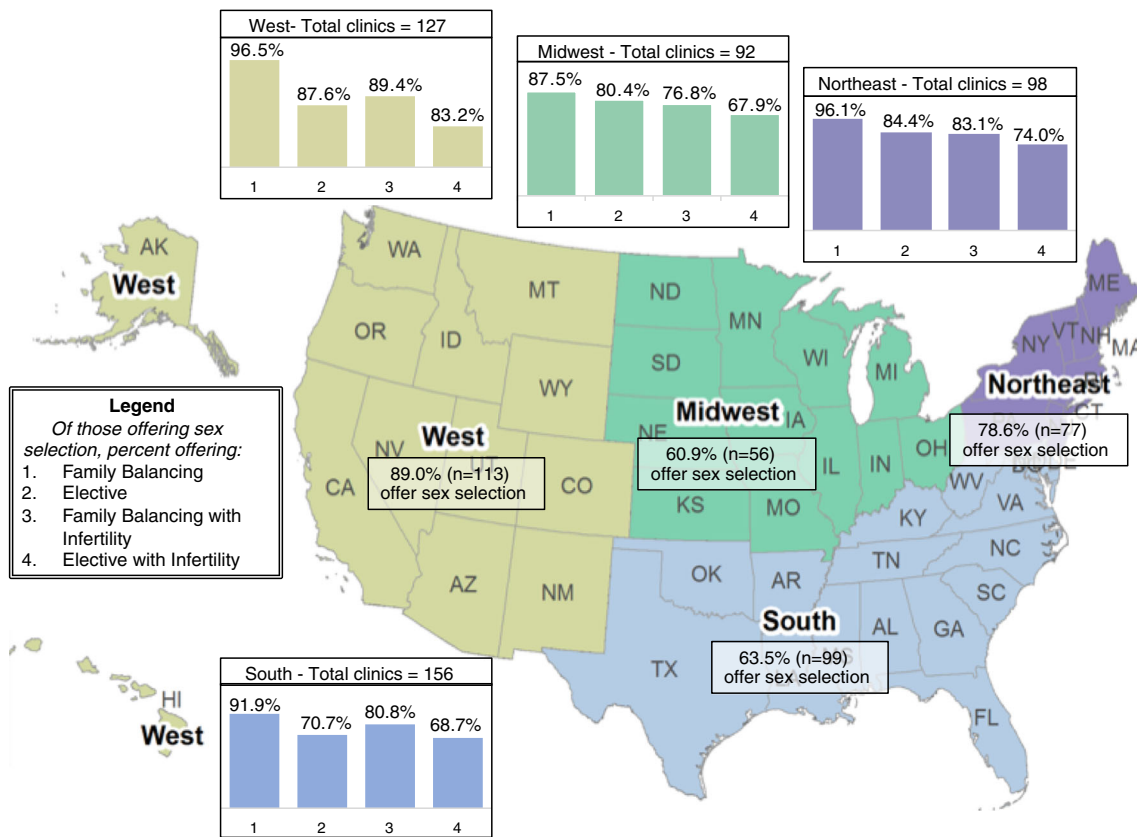 West- Total clinics = 127
96.5%
87.6%
89.4%
83.2%
1 2 3 4
Midwest - Total clinics = 92
87.5%
80.4%
76.8%
67.9%
1 2 3 4
Northeast - Total clinics = 98
96.1%
84.4%
83.1%
74.0%
1 2 3 4
AK
West
WA
MT
OR
ID
WY
NV
UT
CA
CO
AZ
NM
West
89.0% (n=113)
offer sex selection
ND
MN
SD
WI
MI
NE
IA
IL
IN
OH
KS
MO
Midwest
60.9% (n=56)
offer sex selection
ME
VT
NH
NY
MA
CT
Northeast
78.6% (n=77)
offer sex selection
WV
VA
KY
NC
TN
SC
OK
AR
TX
MS
AL
GA
LA
FL
South
63.5% (n=99)
offer sex selection
Legend
Of those offering sex
selection, percent offering:
1. Family Balancing
2. Elective
3. Family Balancing with
Infertility
4. Elective with Infertility
HI
West
South - Total clinics = 156
91.9%
70.7%
80.8%
68.7%
1 2 3 4